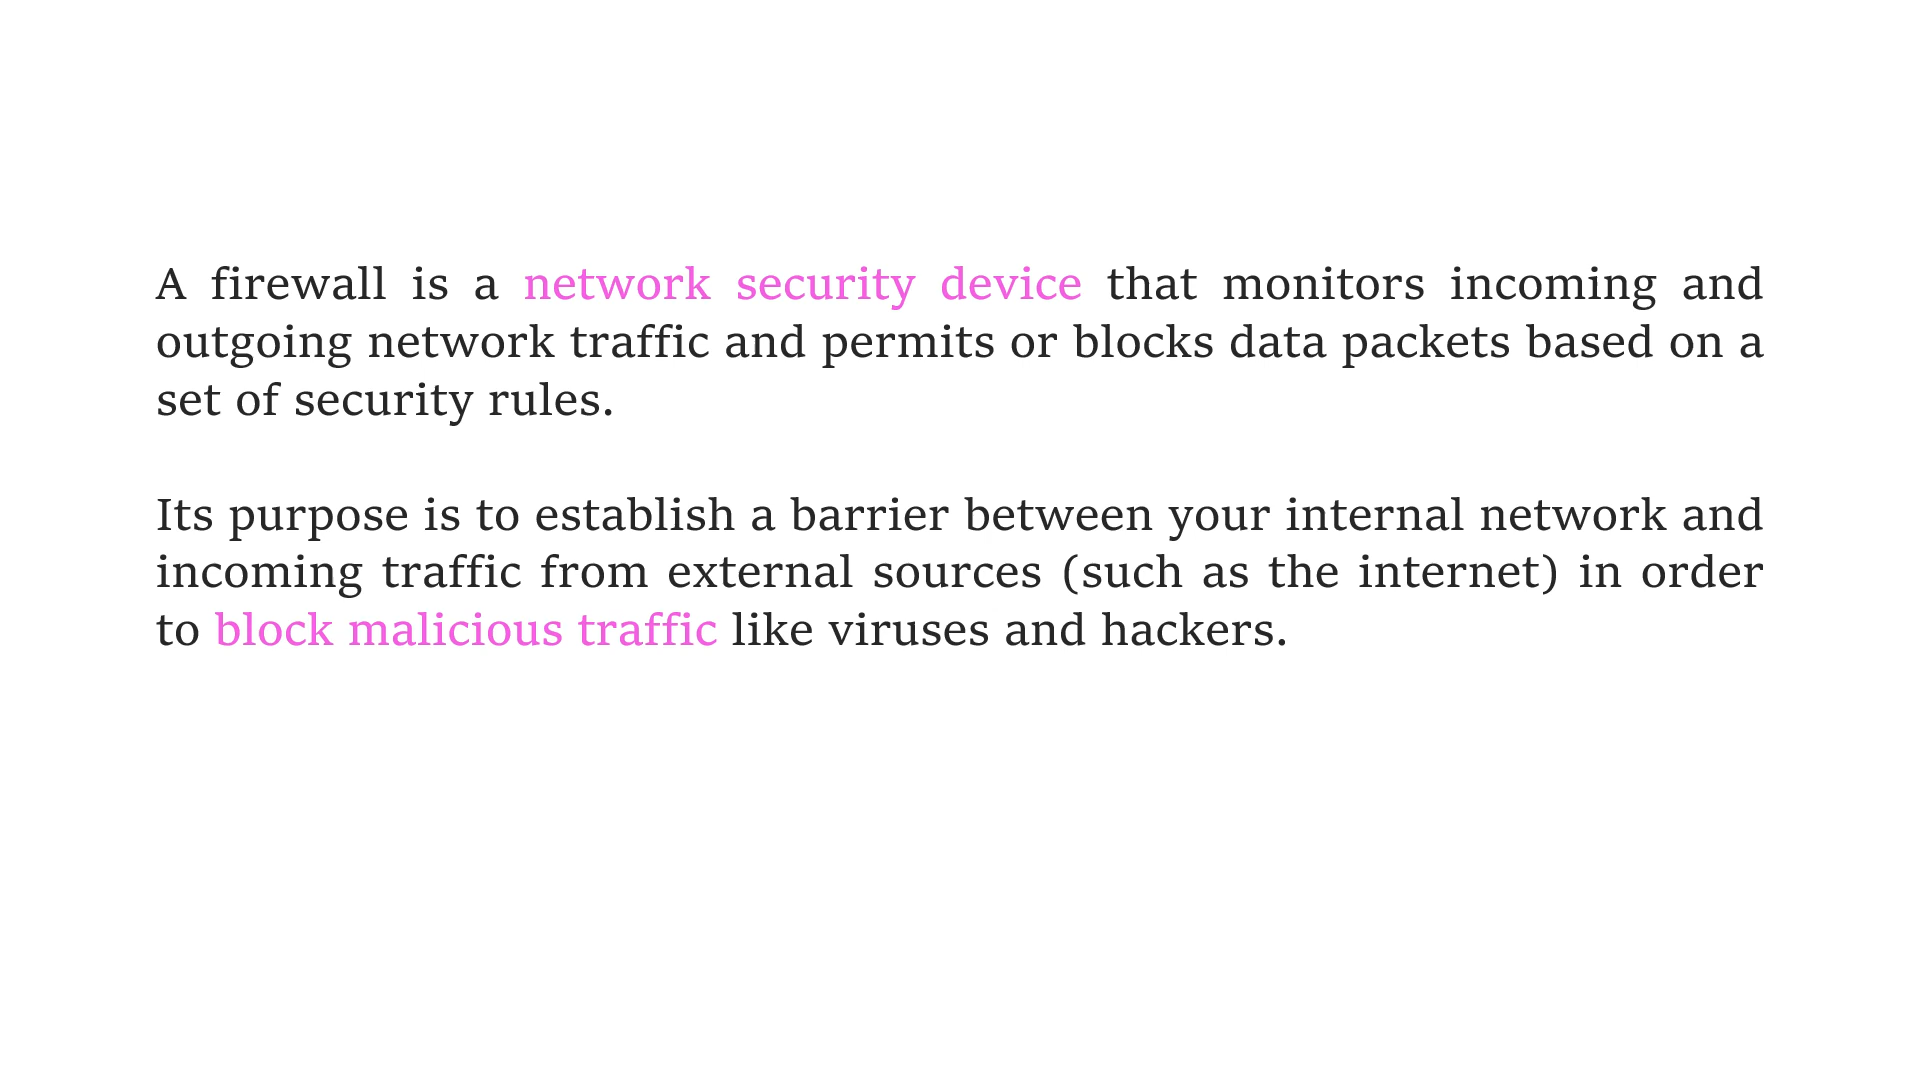 A firewall is a network security device that monitors incoming and
outgoing network traffic and permits or blocks data packets based on a
set of security rules.
Its purpose is to establish a barrier between your internal network and
incoming traffic from external sources (such as the internet) in order
to block malicious traffic like viruses and hackers.